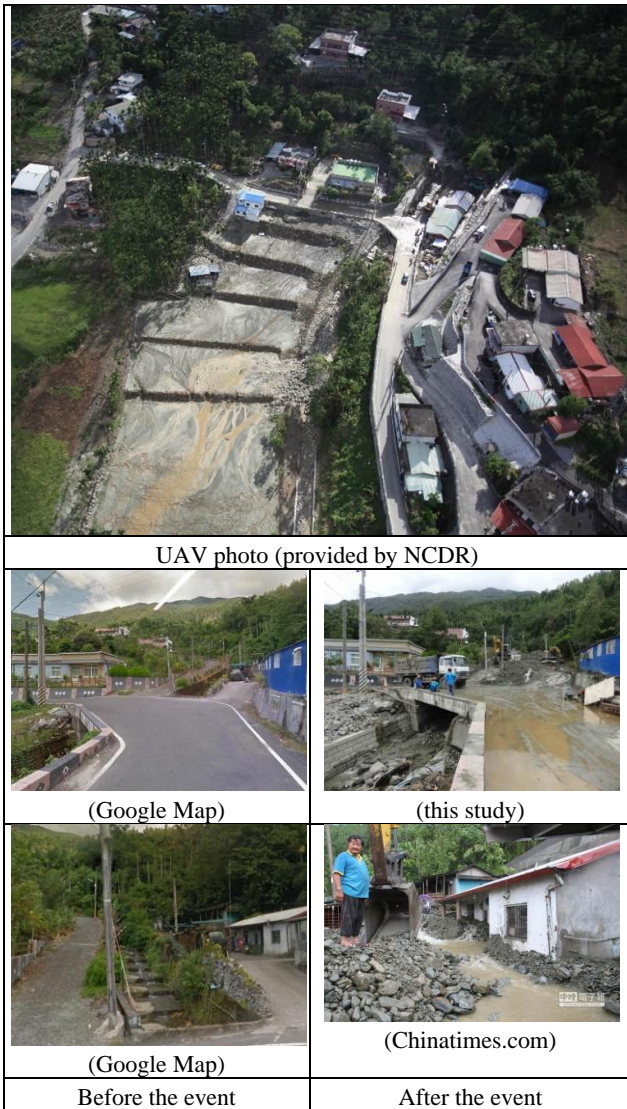 UAV photo (provided by NCDR)
(Google Map)
(this study)
(Google Map)
(Chinatimes.com)
Before the event
After the event